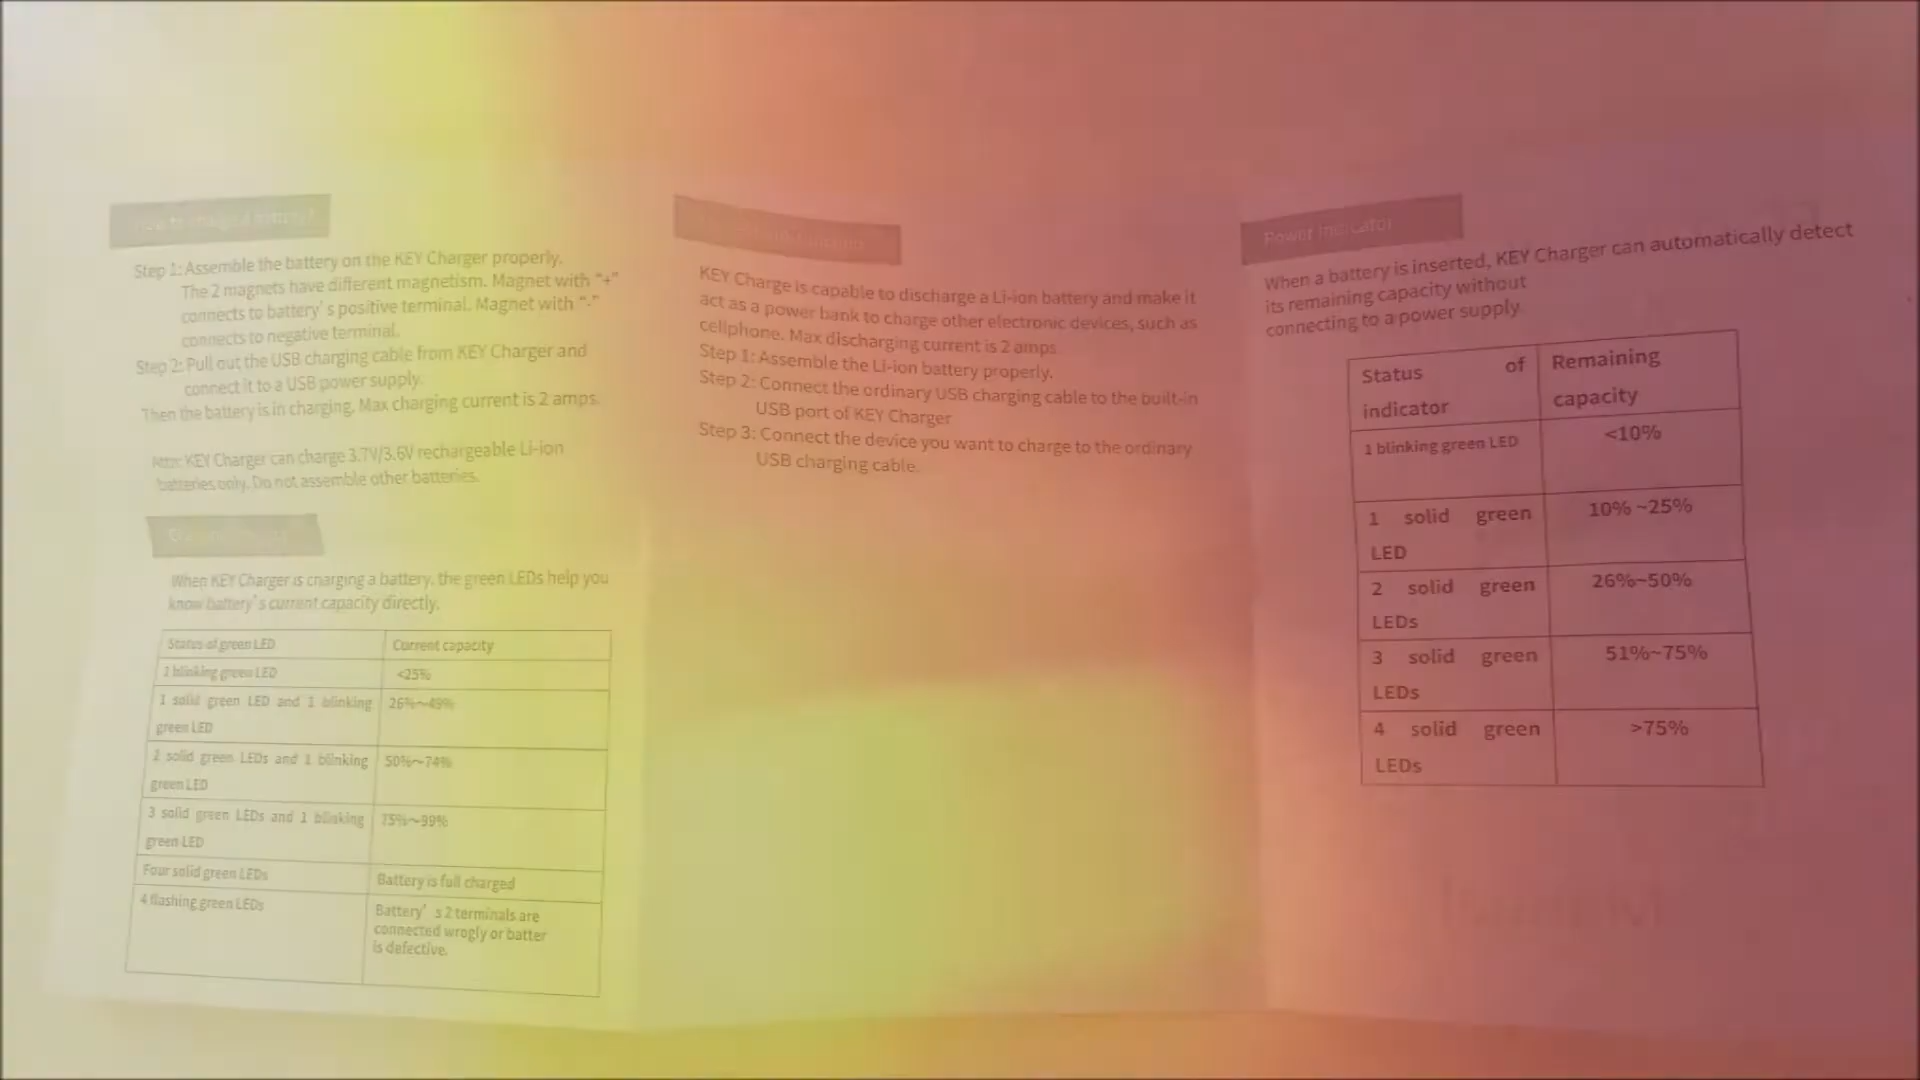 How to charge a battery?
Step 1: Assemble the battery on the KEY Charger properly.
The 2 magnets have different magnetism. Magnet with “+”
connects to battery’s positive terminal. Magnet with “-”
connects to negative terminal.
Step 2: Pull out the USB charging cable from KEY Charger and
connect it to a USB power supply.
Then the battery is in charging. Max charging current is 2 amps.
KEY Charger can charge 3.7V/3.6V rechargeable Li-ion
batteries only. Do not assemble other batteries.
When KEY Charger is charging a battery, the green LEDs help you
know battery’s current capacity directly.
Status of green LED Current capacity
1 blinking green LED <25%
1 solid green LED and 1 blinking 26%~49%
green LED
2 solid green LEDs and 1 blinking 50%~74%
green LED
3 solid green LEDs and 1 blinking 75%~99%
green LED
Four solid green LEDs Battery is full charged
4 flashing green LEDs Battery’ s 2 terminals are
connected wrogly or batter
is defective.
KEY Charge is capable to discharge a Li-ion battery and make it
act as a power bank to charge other electronic devices, such as
cellphone. Max discharging current is 2 amps
Step 1: Assemble the Li-ion battery properly.
Step 2: Connect the ordinary USB charging cable to the built-in
USB port of KEY Charger
Step 3: Connect the device you want to charge to the ordinary
USB charging cable.
Power Indicator
When a battery is inserted, KEY Charger can automatically detect
its remaining capacity without
connecting to a power supply.
Status of Remaining
indicator capacity
1 blinking green LED <10%
1 solid green 10% ~25%
LED
2 solid green 26%~50%
LEDs
3 solid green 51%~75%
LEDs
4 solid green >75%
LEDs